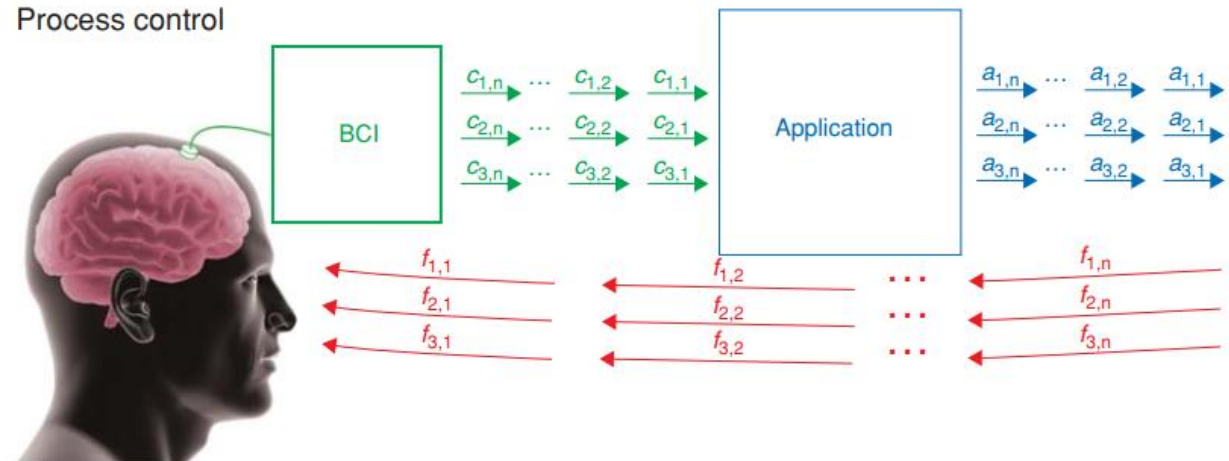 Process control
c1,n ... c1,2 c1,1
a1,n ... a1,2 a1,1
BCI
c2,n ... c2,2 c2,1
Application
a2,n ... a2,2 a2,1
c3,n ... c3,2 c3,1
a3,n ... a3,2 a3,1
f1,1 f1,2 ... f1,n
f2,1 f2,2 ... f2,n
f3,1 f3,2 ... f3,n